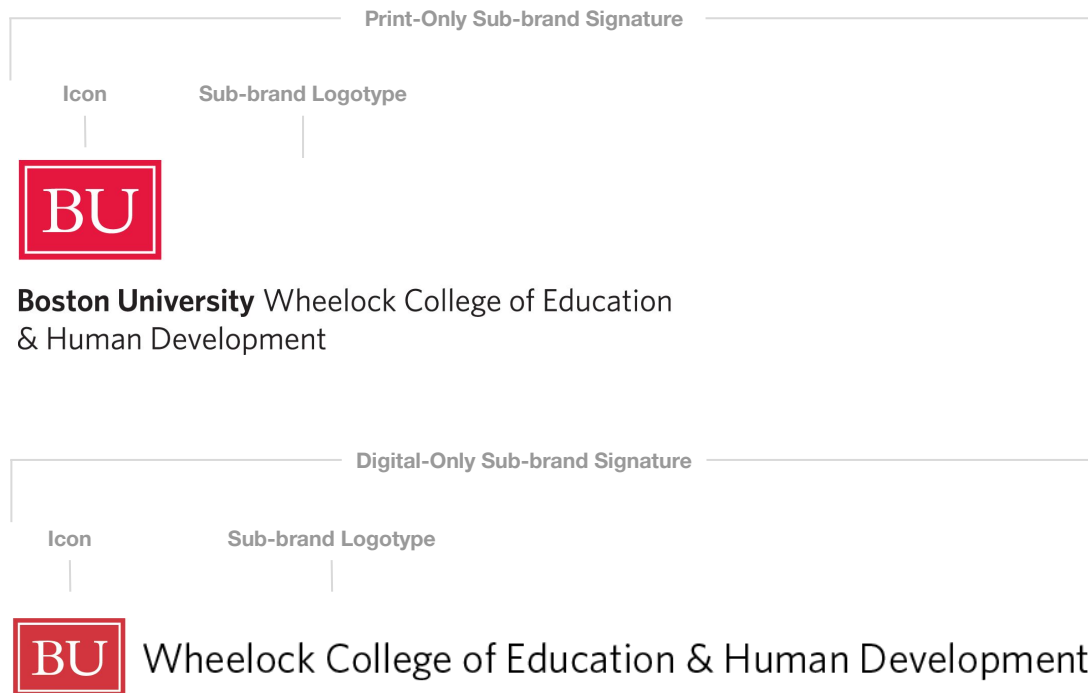 Print-Only Sub-brand Signature
Icon
Sub-brand Logotype
BU
Boston University Wheelock College of Education
& Human Development
Digital-Only Sub-brand Signature
Icon
Sub-brand Logotype
BU
Wheelock College of Education & Human Development